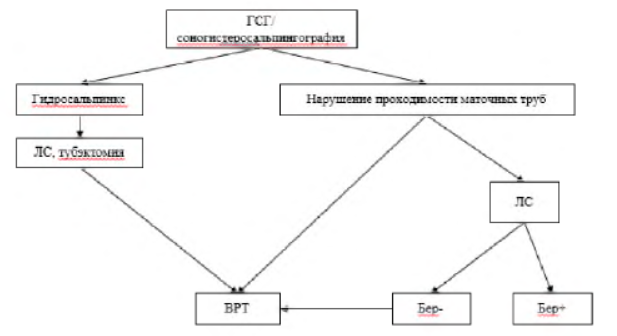 ГСГ/
соногистеросальпингография
Гидросальпинкс
Нарушение проходимости маточных труб
ЛС, тубэктомия
ЛС
ВРТ
Бер-
Бер+